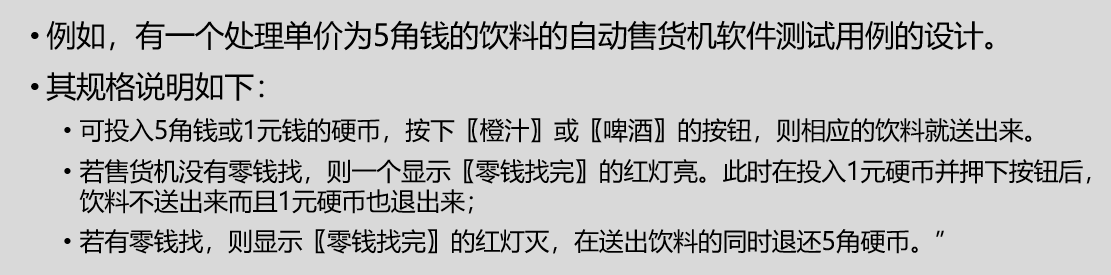 • 例如，有一个处理单价为5角钱的饮料的自动售货机软件测试用例的设计。
• 其规格说明如下：
• 可投入5角钱或1元钱的硬币，按下〖橙汁〗或〖啤酒〗的按钮，则相应的饮料就送出来。
• 若售货机没有零钱找，则一个显示〖零钱找完〗的红灯亮。此时在投入1元硬币并押下按钮后，
饮料不送出来而且1元硬币也退出来；
• 若有零钱找，则显示〖零钱找完〗的红灯灭，在送出饮料的同时退还5角硬币。”